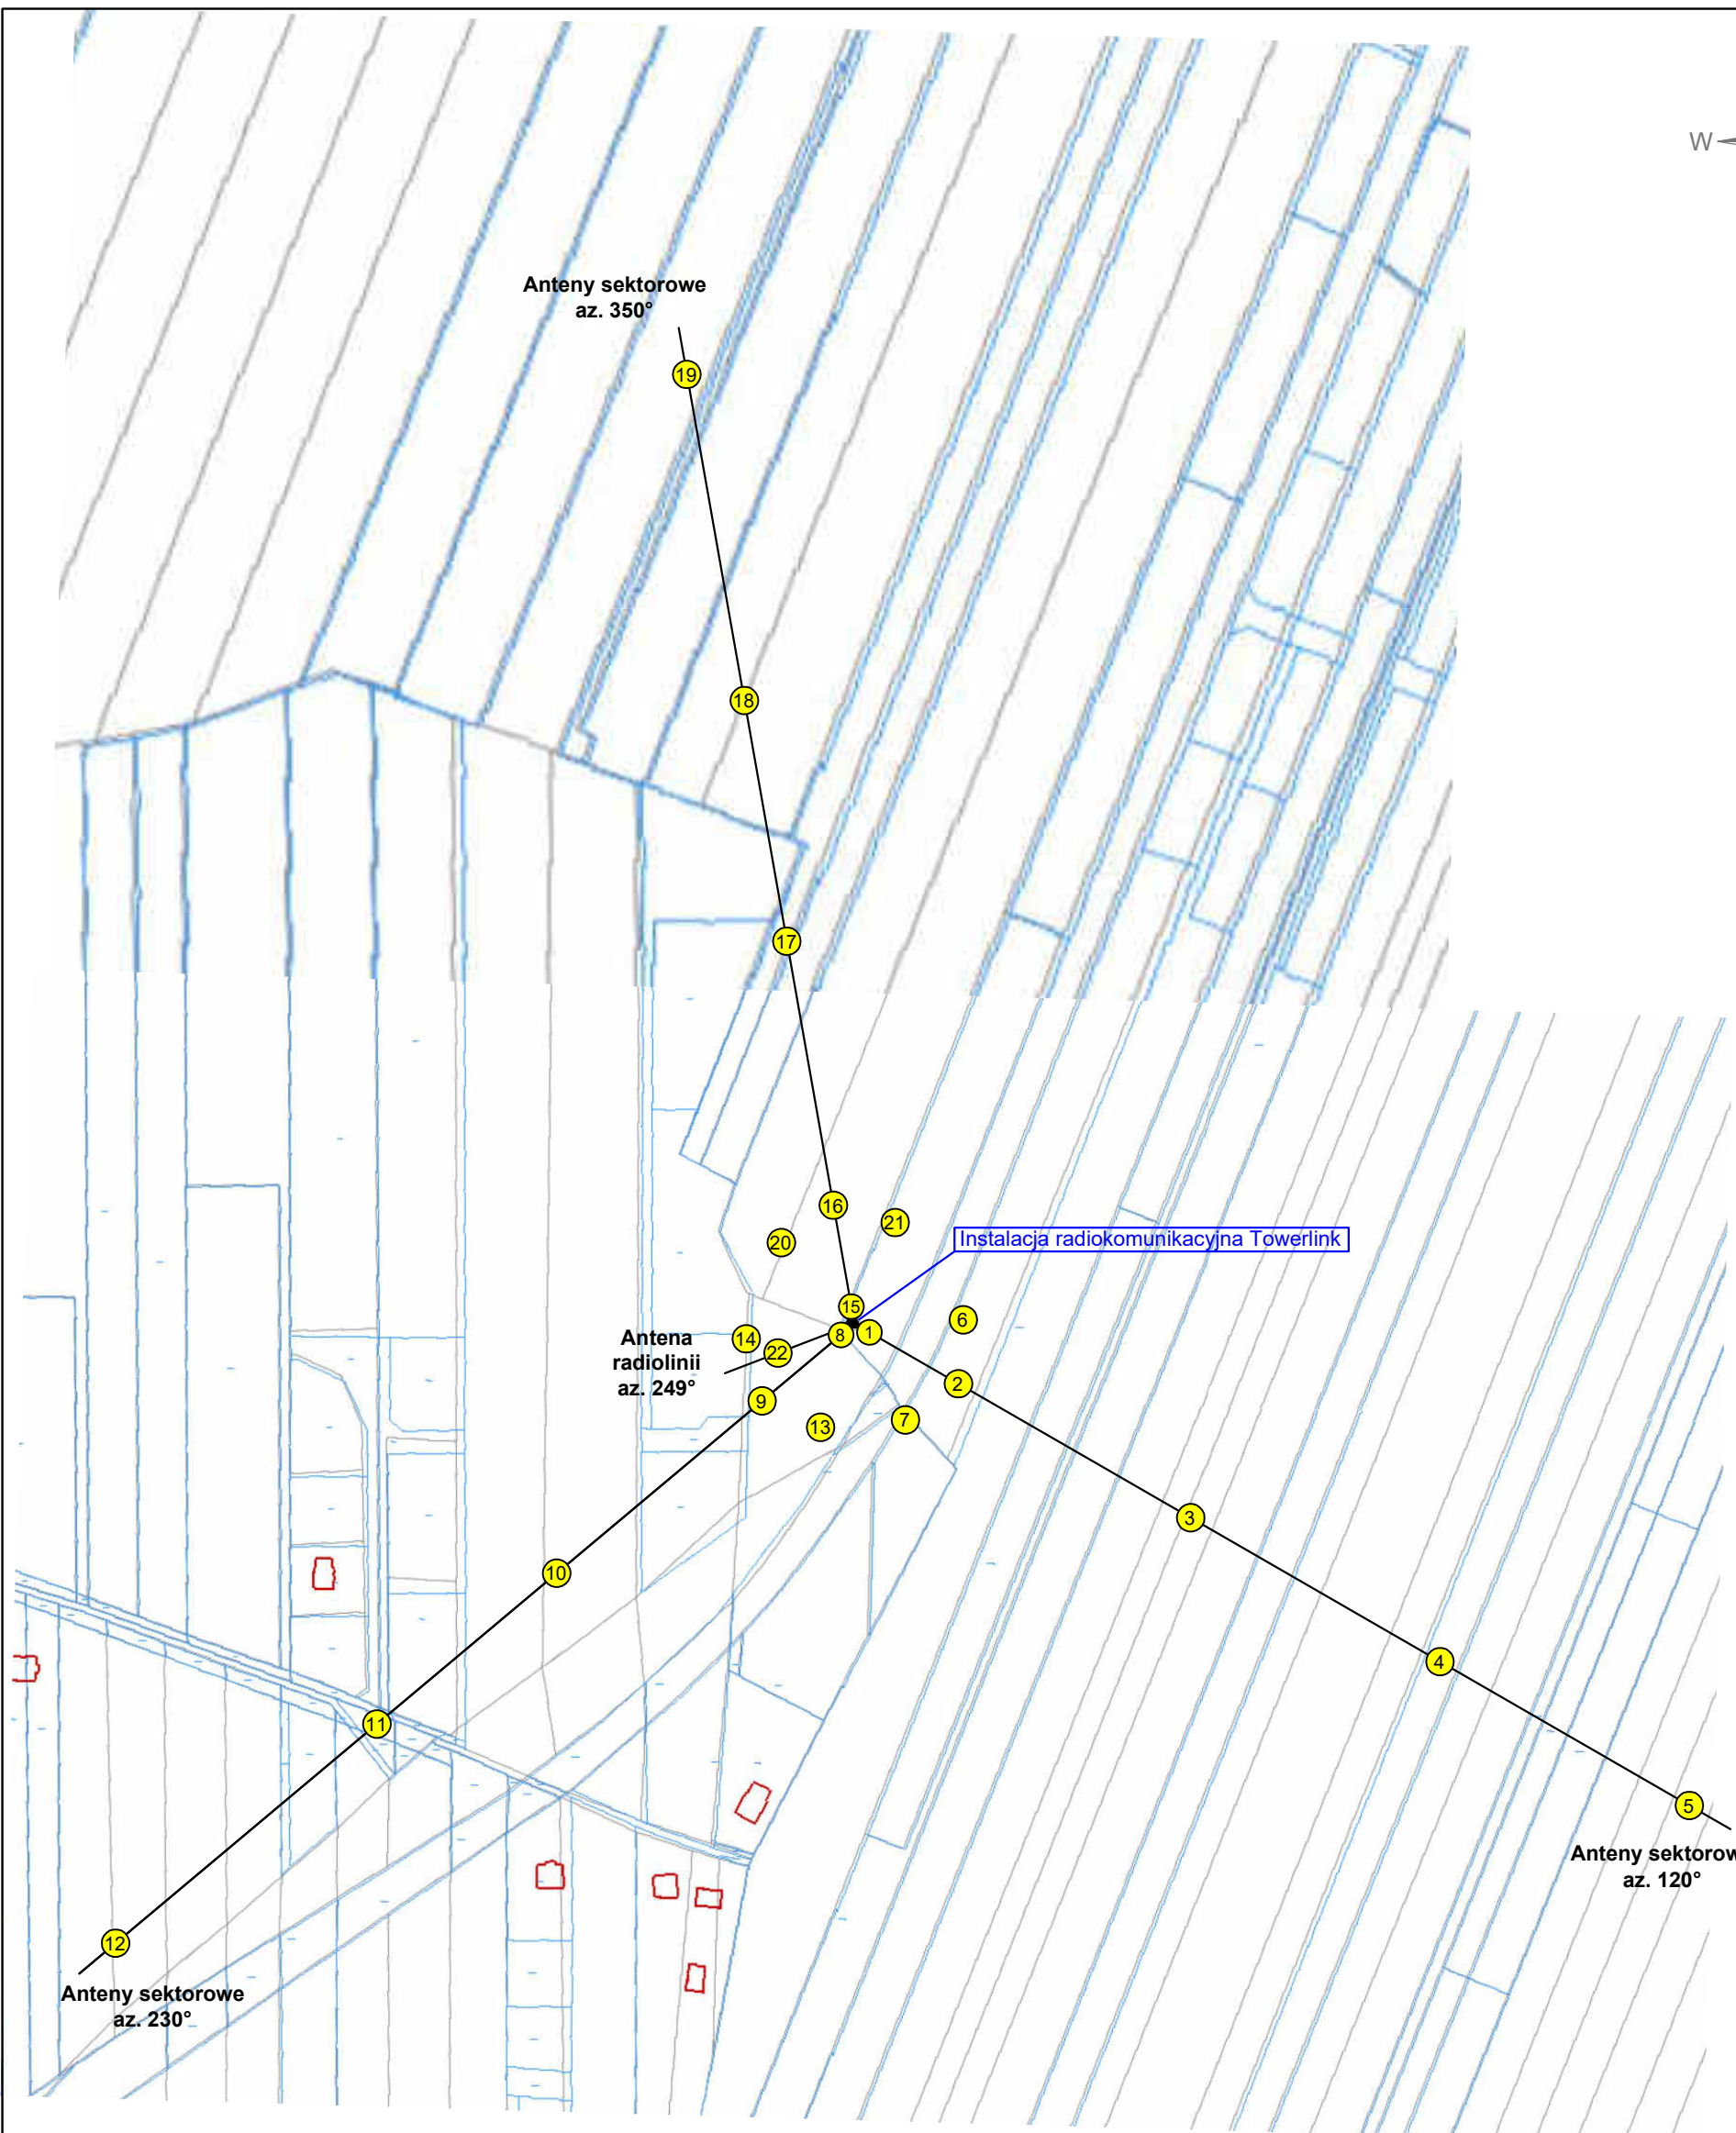 W
Anteny sektorowe
az. 350°
19
18
17
16
21
20
Instalacja radiokomunikacyjna Towerlink
15
6
1
8
14
Antena
radiolinii
az. 249°
22
2
9
7
13
3
10
4
11
5
Anteny sektorow
az. 120°
12
Anteny sektorowe
az. 230°